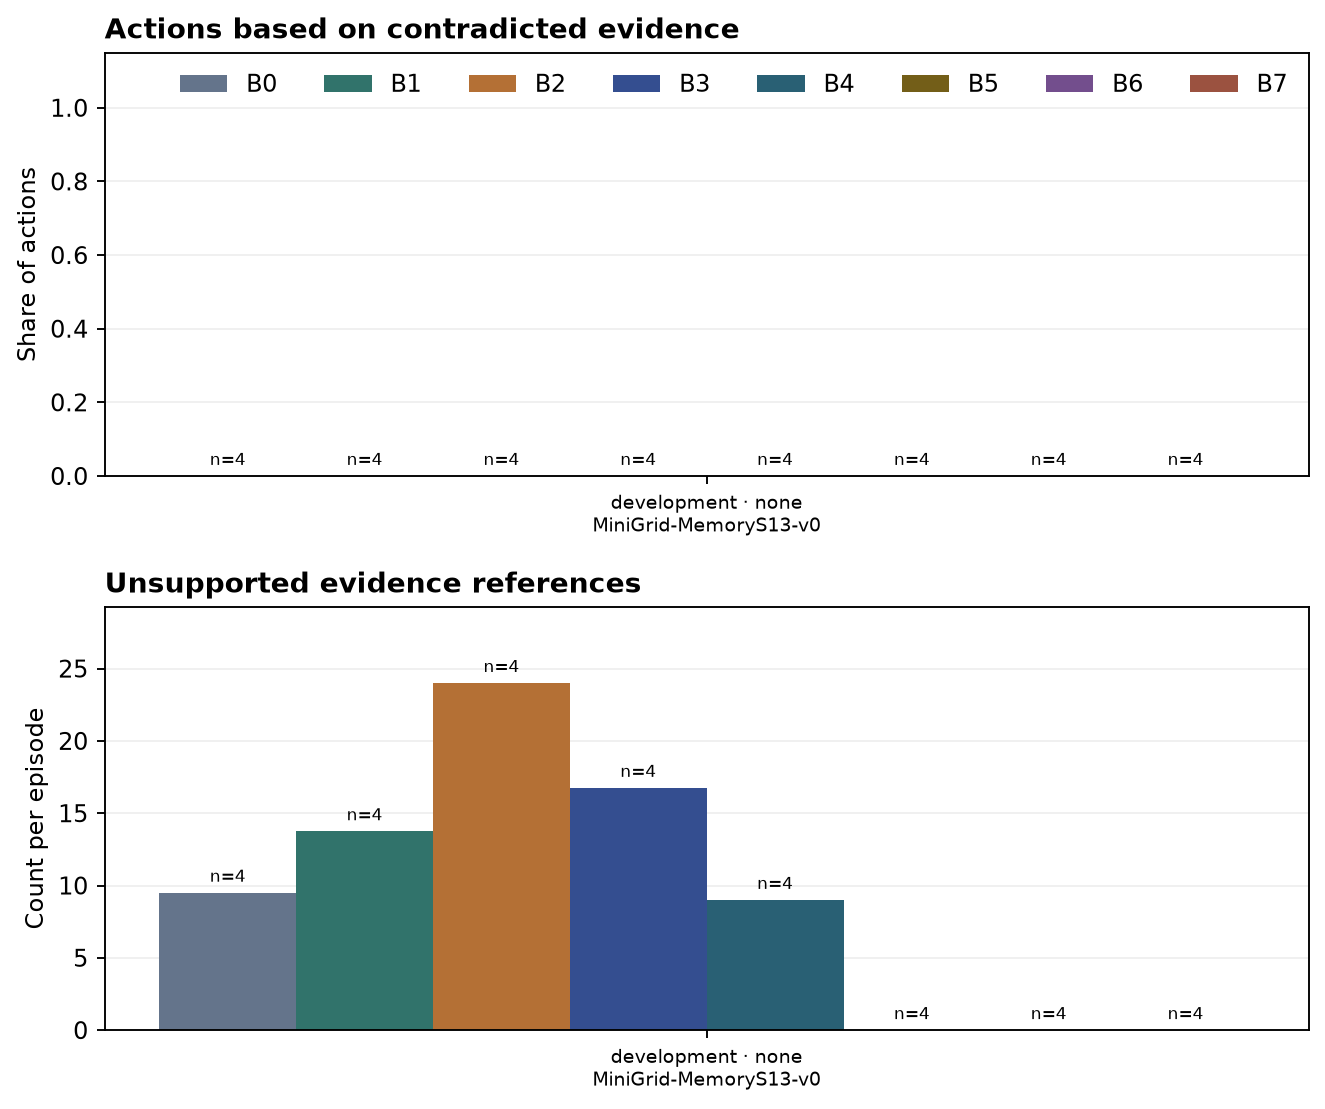 Actions based on contradicted evidence
B0 B1 B2 B3 B4 B5 B6 B7
Share of actions
1.0
0.8
0.6
0.4
0.2
0.0
n=4 n=4 n=4 n=4 n=4 n=4 n=4 n=4
development · none
MiniGrid-MemoryS13-v0
Unsupported evidence references
Count per episode
25
20
15
10
5
0
n=4 n=4 n=4 n=4 n=4 n=4 n=4 n=4
development · none
MiniGrid-MemoryS13-v0